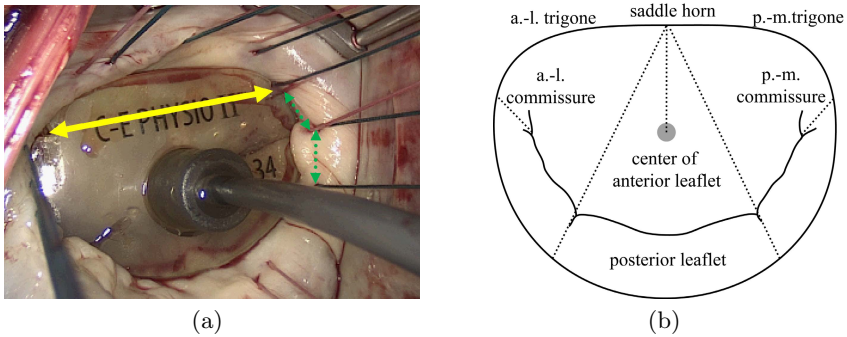 C-E PHYSIO II
34
(a)
saddle horn
a.-l. trigone
p.-m.trigone
a.-l.
commissure
p.-m.
commissure
center of
anterior leaflet
posterior leaflet
(b)